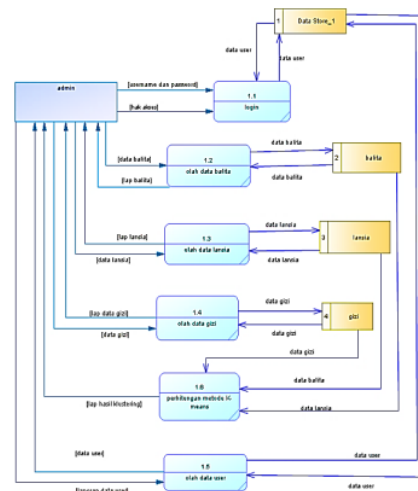 1 Data Store_1
data user
data user
admin
[username dan password]
[hak akses]
1.1
login
data balita
[data balita]
1.2
olah data balita
2 balita
[lap balita]
data balita
data lansia
[lap lansia]
1.3
olah data lansia
3 lansia
[data lansia]
data lansia
data gizi
[lap data gizi]
1.4
olah data gizi
4 gizi
[data gizi]
data gizi
data gizi
1.6
perhitungan metode K-
means
data balita
[lap hasil klustering]
data lansia
[data user]
1.5
olah data user
data user
data user
[laporan data user]